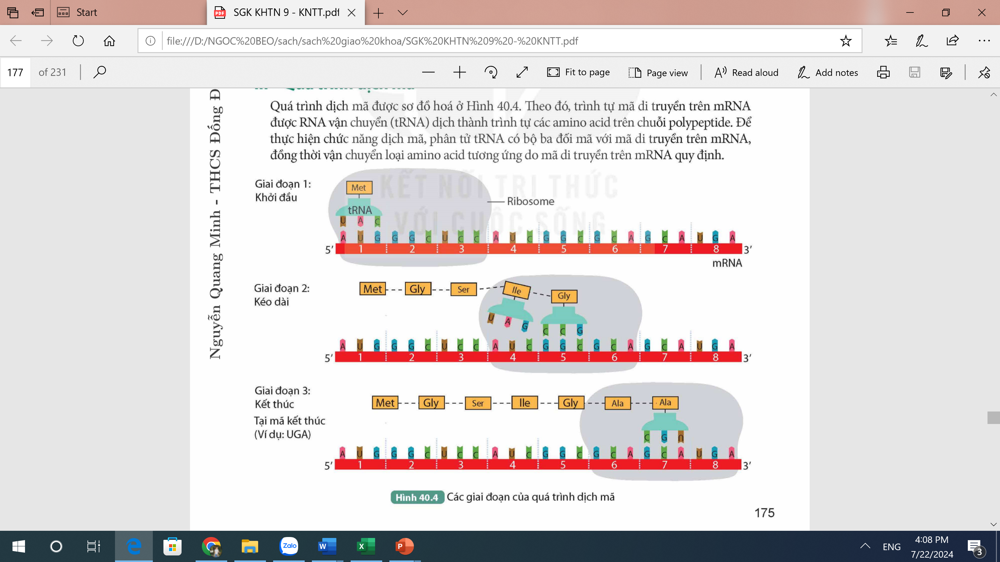 Start
SGK KHTN 9 - KNTT.pdf
file:///D:/NGOC%20BEO/sach/sach%20giao%20khoa/SGK%20KHTN%209%20-%20KNTT.pdf
177 of 231
Fit to page
Page view
Read aloud
Add notes
Nguyễn Quang Minh - THCS Đống Đ
Quá trình dịch mã được sơ đồ hoá ở Hình 40.4. Theo đó, trình tự mã di truyền trên mRNA
được RNA vận chuyển (tRNA) dịch thành trình tự các amino acid trên chuỗi polypeptide. Để
thực hiện chức năng dịch mã, phân tử tRNA có bộ ba đối mã với mã di truyền trên mRNA,
đồng thời vận chuyển loại amino acid tương ứng do mã di truyền trên mRNA quy định.
KẾT NỐI TRI THỨC
VỚI CUỘC SỐNG
Giai đoạn 1:
Khởi đầu
Met
tRNA
Ribosome
U A C
A U G G G C U C C A U C G G C G C A G C A U G A
5′ 1 2 3 4 5 6 7 8 3′
mRNA
Giai đoạn 2:
Kéo dài
Met Gly Ser Ile Gly
U A G C C G
A U G G G C U C C A U C G G C G C A G C A U G A
5′ 1 2 3 4 5 6 7 8 3′
Giai đoạn 3:
Kết thúc
Tại mã kết thúc
(Ví dụ: UGA)
Met Gly Ser Ile Gly Ala Ala
C G U
A U G G G C U C C A U C G G C G C A G C A U G A
5′ 1 2 3 4 5 6 7 8 3′
Hình 40.4 Các giai đoạn của quá trình dịch mã
175
Zalo
ENG
4:08 PM
7/22/2024
3